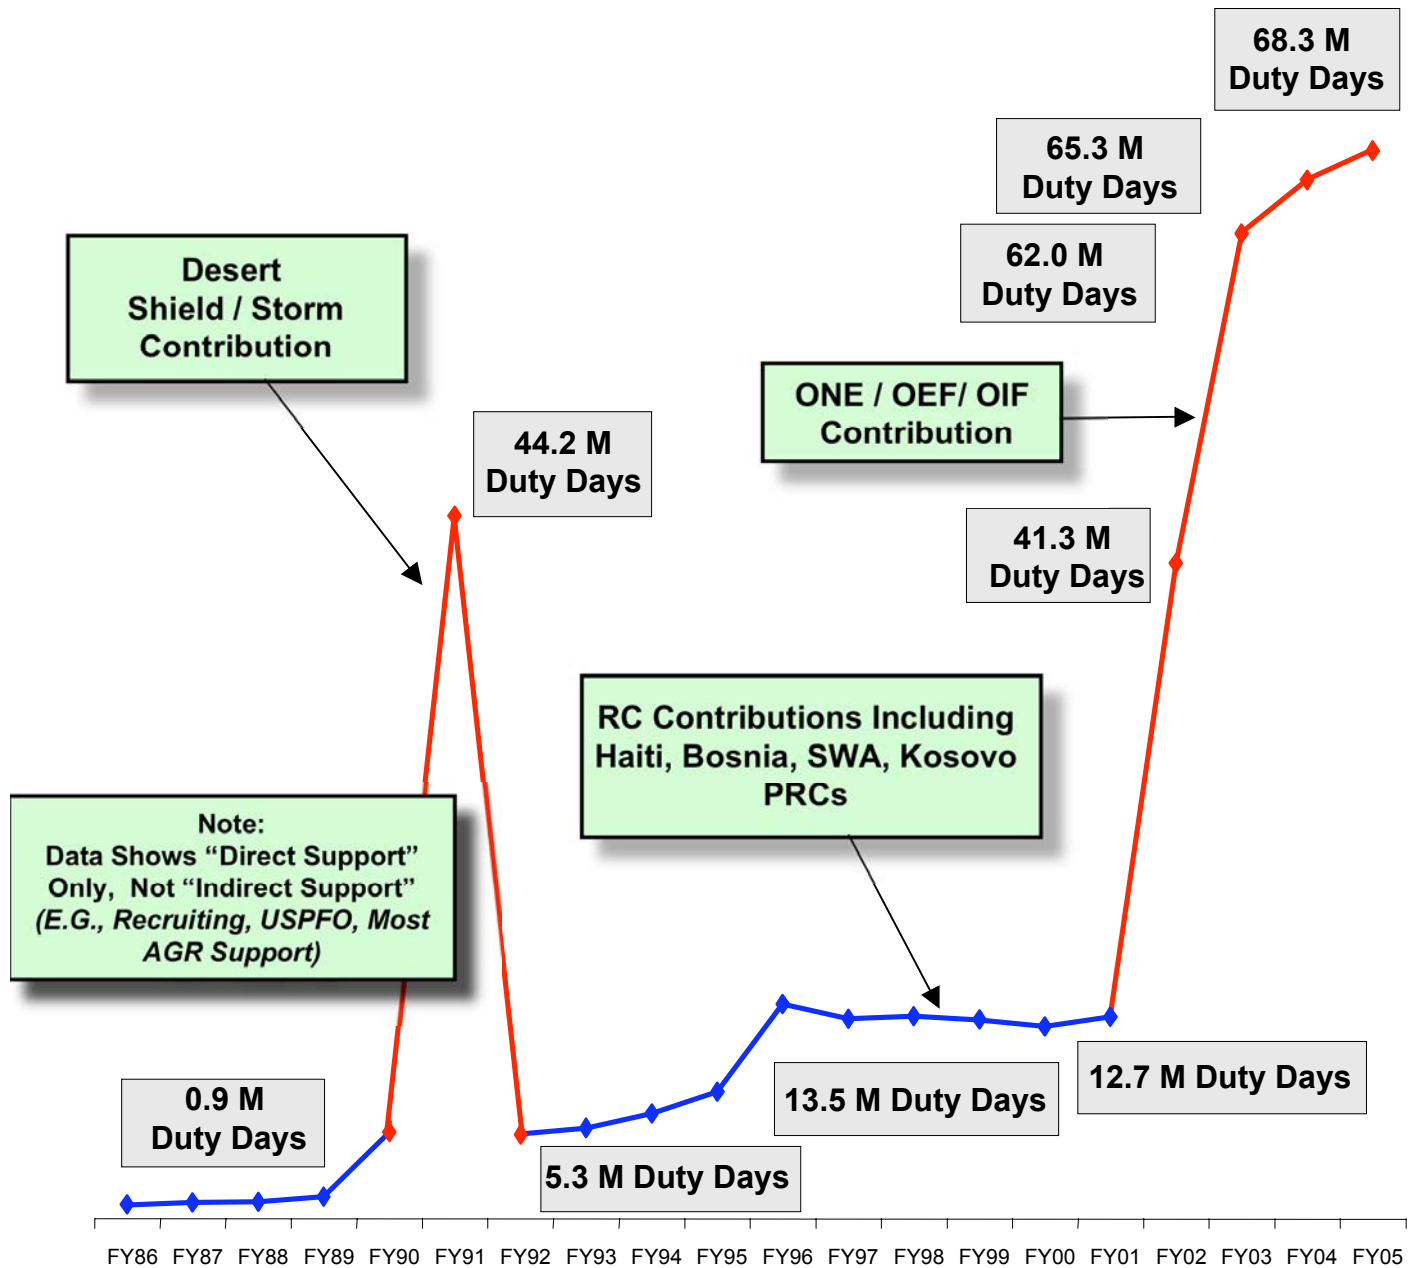 68.3 M
Duty Days
65.3 M
Duty Days
62.0 M
Duty Days
Desert
Shield / Storm
Contribution
ONE / OEF/ OIF
Contribution
44.2 M
Duty Days
41.3 M
Duty Days
RC Contributions Including
Haiti, Bosnia, SWA, Kosovo
PRCs
Note:
Data Shows “Direct Support”
Only,  Not “Indirect Support”
(E.G., Recruiting, USPFO, Most
AGR Support)
0.9 M
Duty Days
5.3 M Duty Days
13.5 M Duty Days
12.7 M Duty Days
FY86 FY87 FY88 FY89 FY90 FY91 FY92 FY93 FY94 FY95 FY96 FY97 FY98 FY99 FY00 FY01 FY02 FY03 FY04 FY05